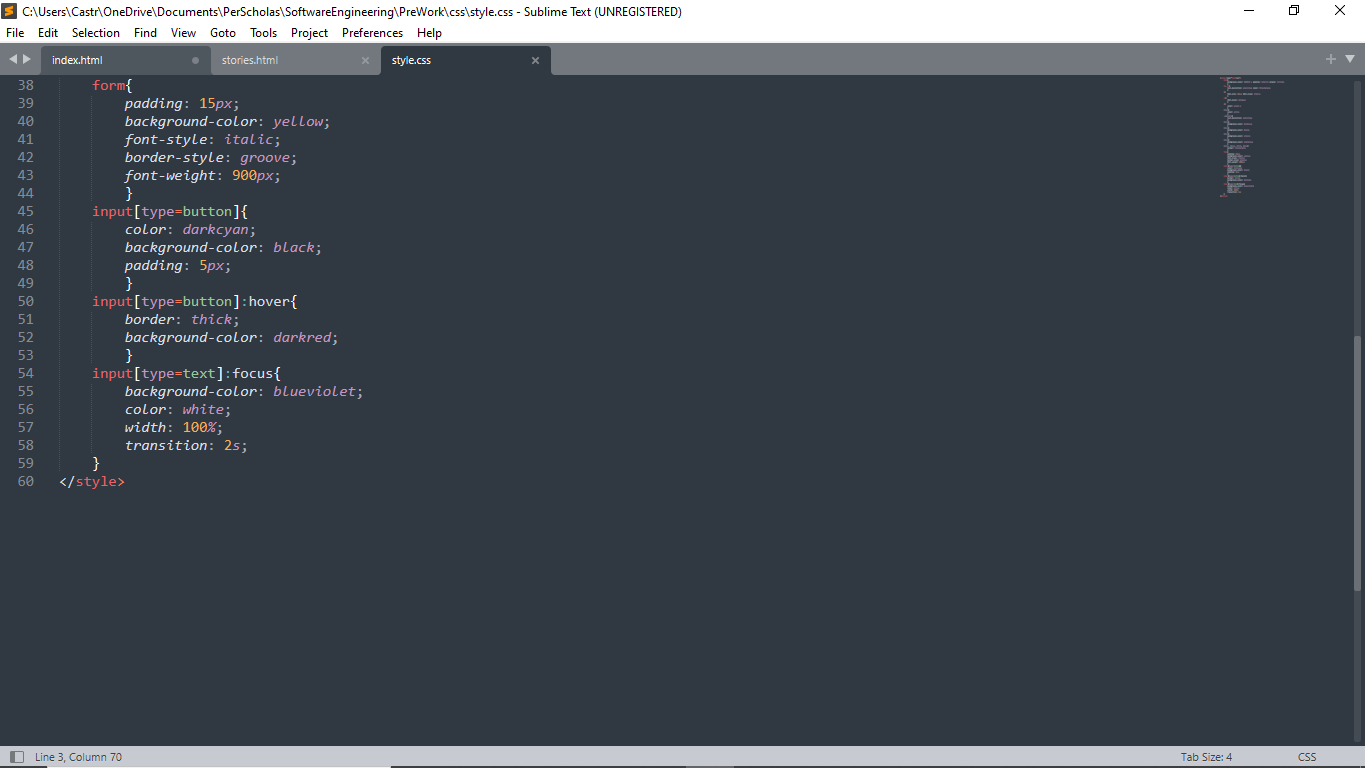 C:\Users\Castr\OneDrive\Documents\PerScholas\SoftwareEngineering\PreWork\css\style.css - Sublime Text (UNREGISTERED)
File Edit Selection Find View Goto Tools Project Preferences Help
index.html stories.html style.css
38 form{
39 padding: 15px;
40 background-color: yellow;
41 font-style: italic;
42 border-style: groove;
43 font-weight: 900px;
44 }
45 input[type=button]{
46 color: darkcyan;
47 background-color: black;
48 padding: 5px;
49 }
50 input[type=button]:hover{
51 border: thick;
52 background-color: darkred;
53 }
54 input[type=text]:focus{
55 background-color: blueviolet;
56 color: white;
57 width: 100%;
58 transition: 2s;
59 }
60 </style>
Line 3, Column 70 Tab Size: 4 CSS